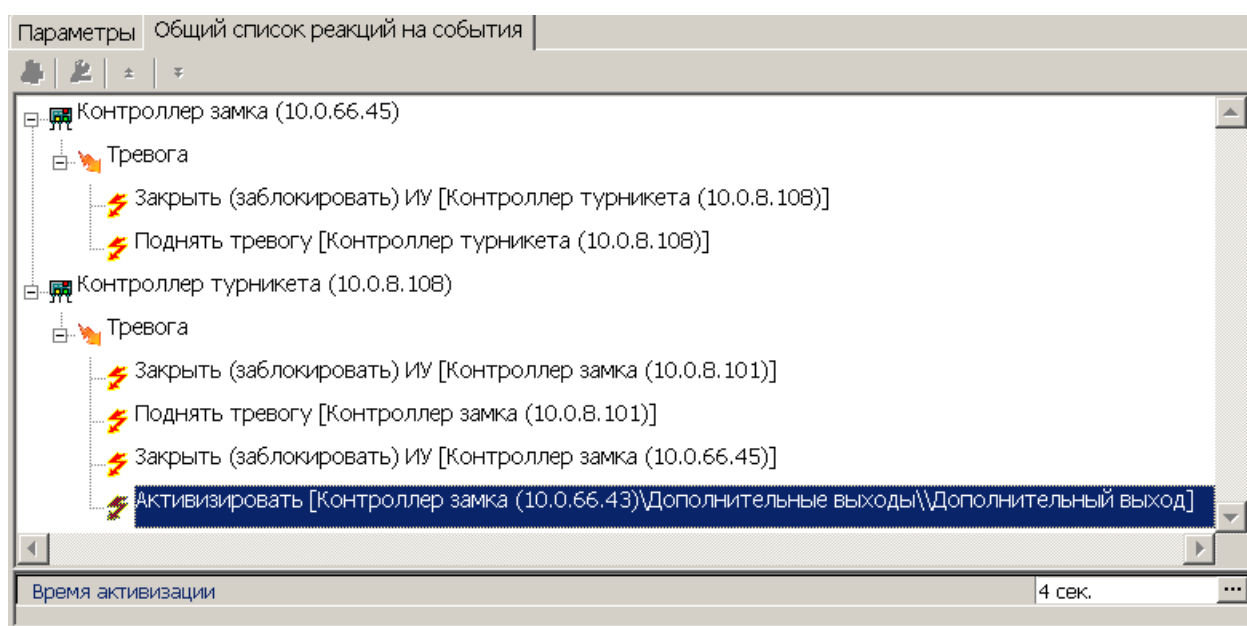 Параметры Общий список реакций на события
Контроллер замка (10.0.66.45)
Тревога
Закрыть (заблокировать) ИУ [Контроллер турникета (10.0.8.108)]
Поднять тревогу [Контроллер турникета (10.0.8.108)]
Контроллер турникета (10.0.8.108)
Тревога
Закрыть (заблокировать) ИУ [Контроллер замка (10.0.8.101)]
Поднять тревогу [Контроллер замка (10.0.8.101)]
Закрыть (заблокировать) ИУ [Контроллер замка (10.0.66.45)]
Активизировать [Контроллер замка (10.0.66.43)\Дополнительные выходы\\Дополнительный выход]
Время активизации 4 сек. ...